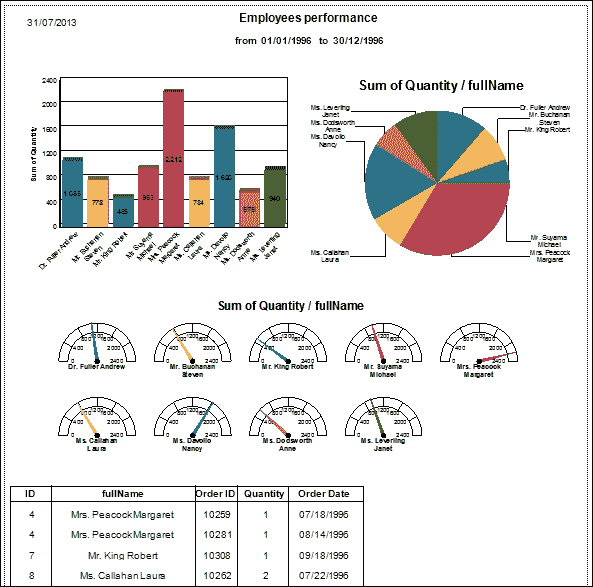 31/07/2013
Employees performance
from 01/01/1996 to 30/12/1996
Sum of Quantity
2400
2000
1600
1200
800
400
0
778
963
2,212
784
940
Dr. Fuller Andrew
Mr. Buchanan
Steven
Mr. King Robert
Mr. Suyama
Michael
Mrs. Peacock
Margaret
Ms. Callahan
Laura
Ms. Davolio
Nancy
Ms. Dodsworth
Anne
Ms. Leverling
Janet
Sum of Quantity / fullName
Ms. Leverling
Janet
Ms. Dodsworth
Anne
Ms. Davolio
Nancy
Ms. Callahan
Laura
Dr. Fuller Andrew
Mr. Buchanan
Steven
Mr. King Robert
Mr. Suyama
Michael
Mrs. Peacock
Margaret
Sum of Quantity / fullName
Dr. Fuller Andrew
Mr. Buchanan
Steven
Mr. King Robert
Mr. Suyama
Michael
Mrs. Peacock
Margaret
Ms. Callahan
Laura
Ms. Davolio
Nancy
Ms. Dodsworth
Anne
Ms. Leverling
Janet
ID fullName Order ID Quantity Order Date
4 Mrs. Peacock Margaret 10259 1 07/18/1996
4 Mrs. Peacock Margaret 10281 1 08/14/1996
7 Mr. King Robert 10308 1 09/18/1996
8 Ms. Callahan Laura 10262 2 07/22/1996